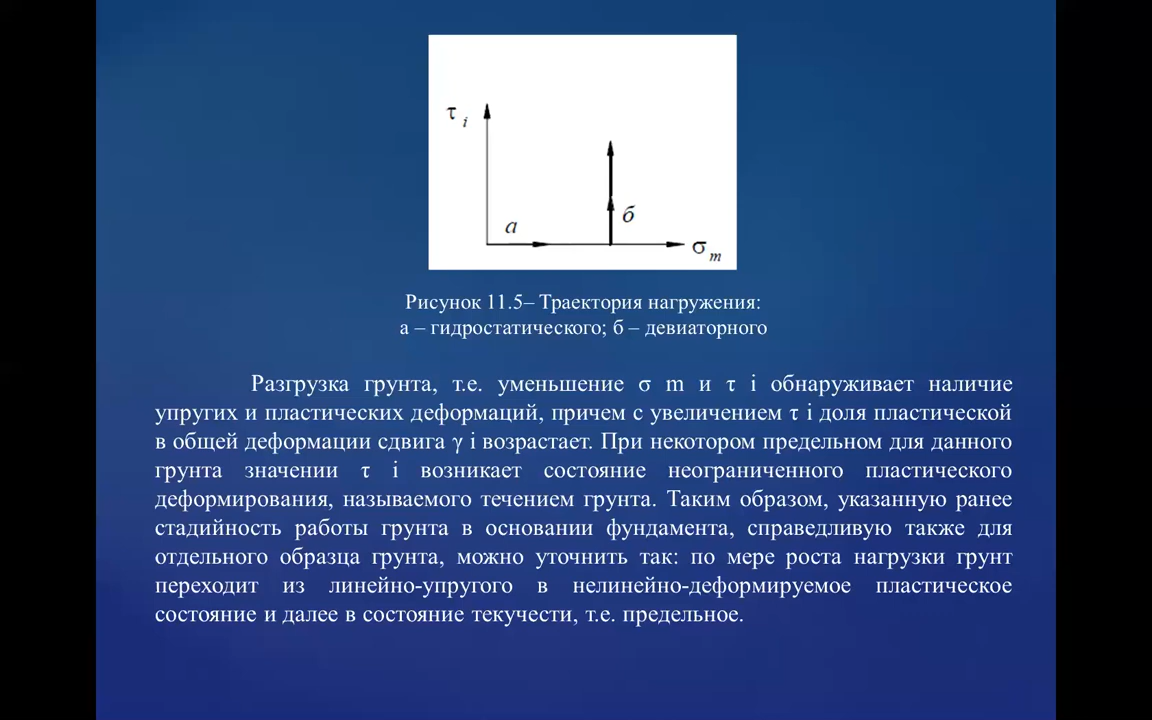 τ i
б
а
σ m
Рисунок 11.5– Траектория нагружения:
а – гидростатического; б – девиаторного
Разгрузка грунта, т.е. уменьшение σ m и τ i обнаруживает наличие
упругих и пластических деформаций, причем с увеличением τ i доля пластической
в общей деформации сдвига γ i возрастает. При некотором предельном для данного
грунта значении τ i возникает состояние неограниченного пластического
деформирования, называемого течением грунта. Таким образом, указанную ранее
стадийность работы грунта в основании фундамента, справедливую также для
отдельного образца грунта, можно уточнить так: по мере роста нагрузки грунт
переходит из линейно-упругого в нелинейно-деформируемое пластическое
состояние и далее в состояние текучести, т.е. предельное.